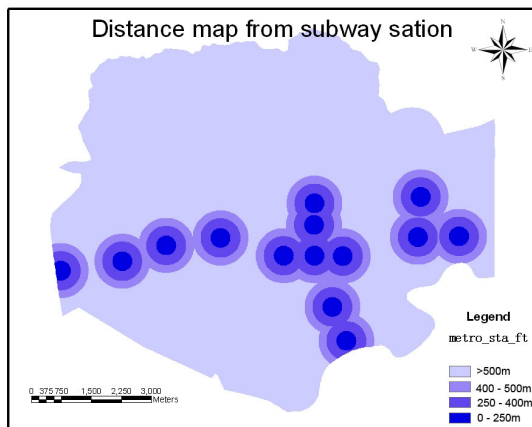 Distance map from subway sation
N
W
E
S
Legend
metro_sta_ft
>500m
400 - 500m
250 - 400m
0 - 250m
0 375 750 1,500 2,250 3,000
Meters